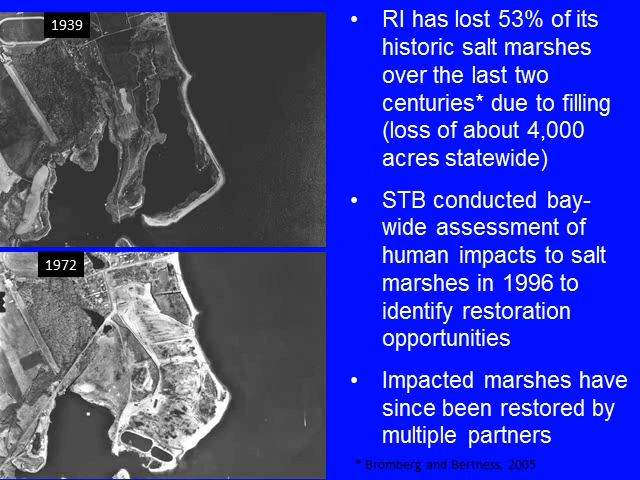 1939
1972
• RI has lost 53% of its
historic salt marshes
over the last two
centuries* due to filling
(loss of about 4,000
acres statewide)
• STB conducted bay-
wide assessment of
human impacts to salt
marshes in 1996 to
identify restoration
opportunities
• Impacted marshes have
since been restored by
multiple partners
* Bromberg and Bertness, 2005